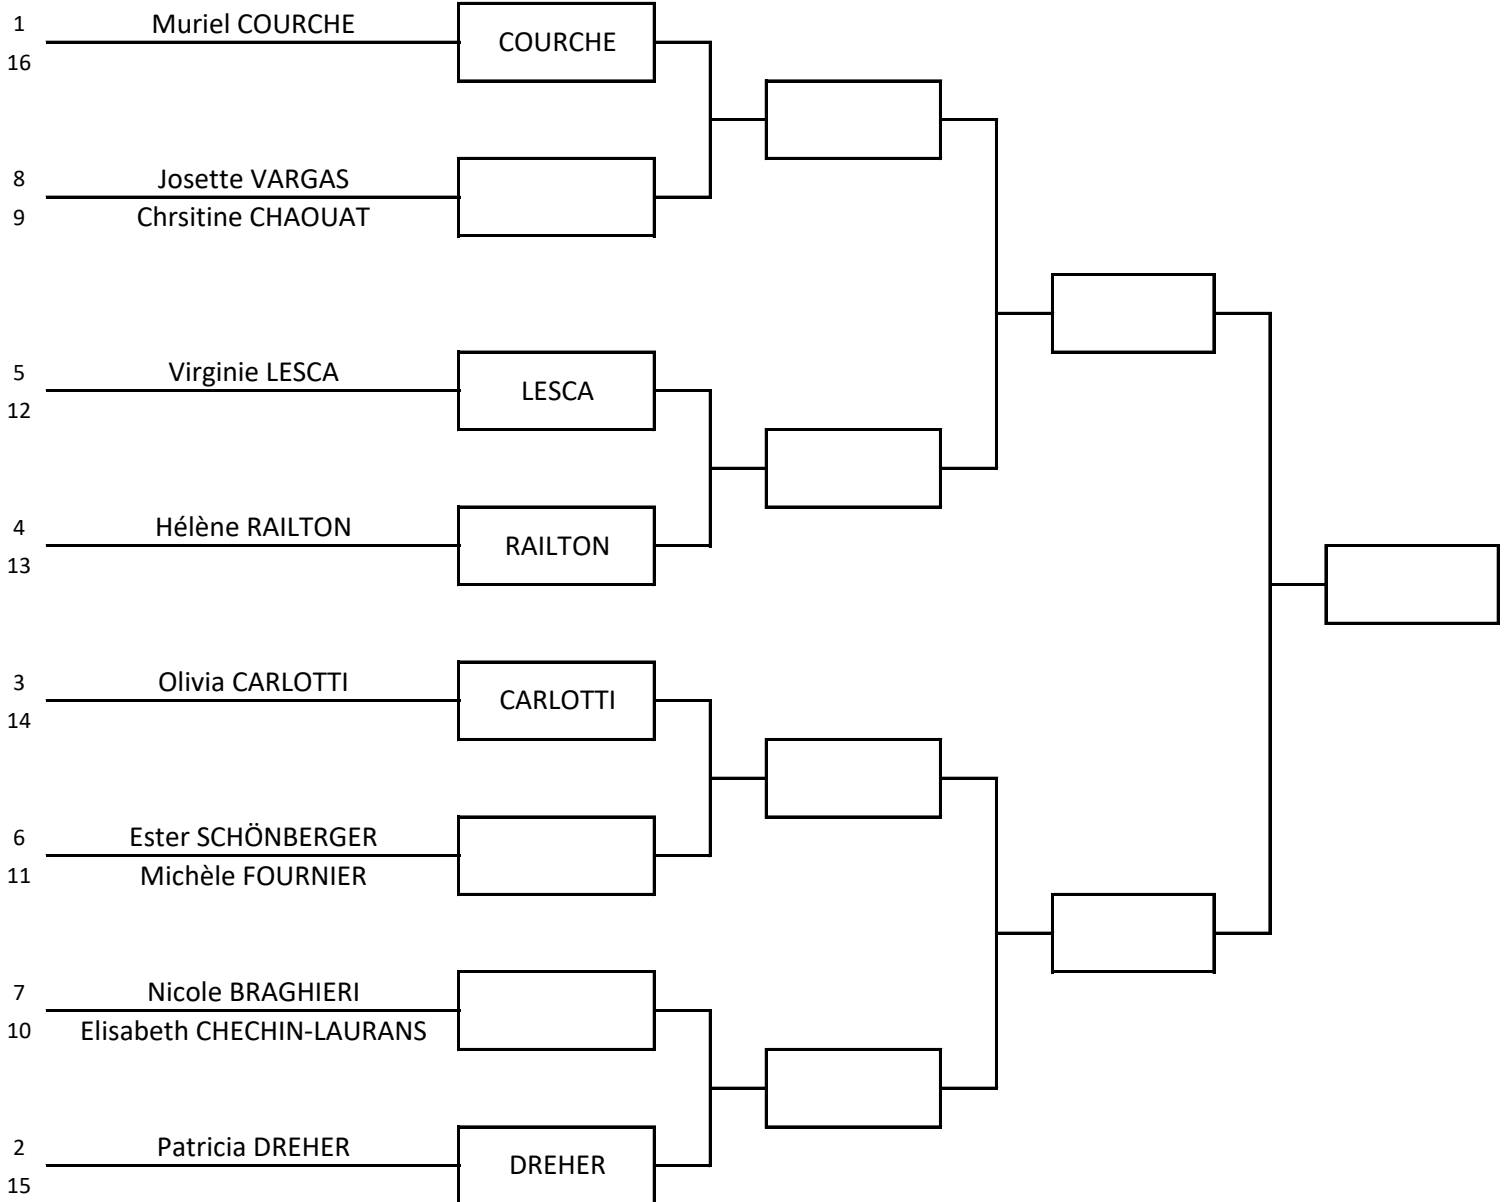 1 Muriel COURCHE COURCHE
16
8 Josette VARGAS
9 Chrsitine CHAOUAT
5 Virginie LESCA LESCA
12
4 Hélène RAILTON RAILTON
13
3 Olivia CARLOTTI CARLOTTI
14
6 Ester SCHÖNBERGER
11 Michèle FOURNIER
7 Nicole BRAGHIERI
10 Elisabeth CHECHIN-LAURANS
2 Patricia DREHER DREHER
15